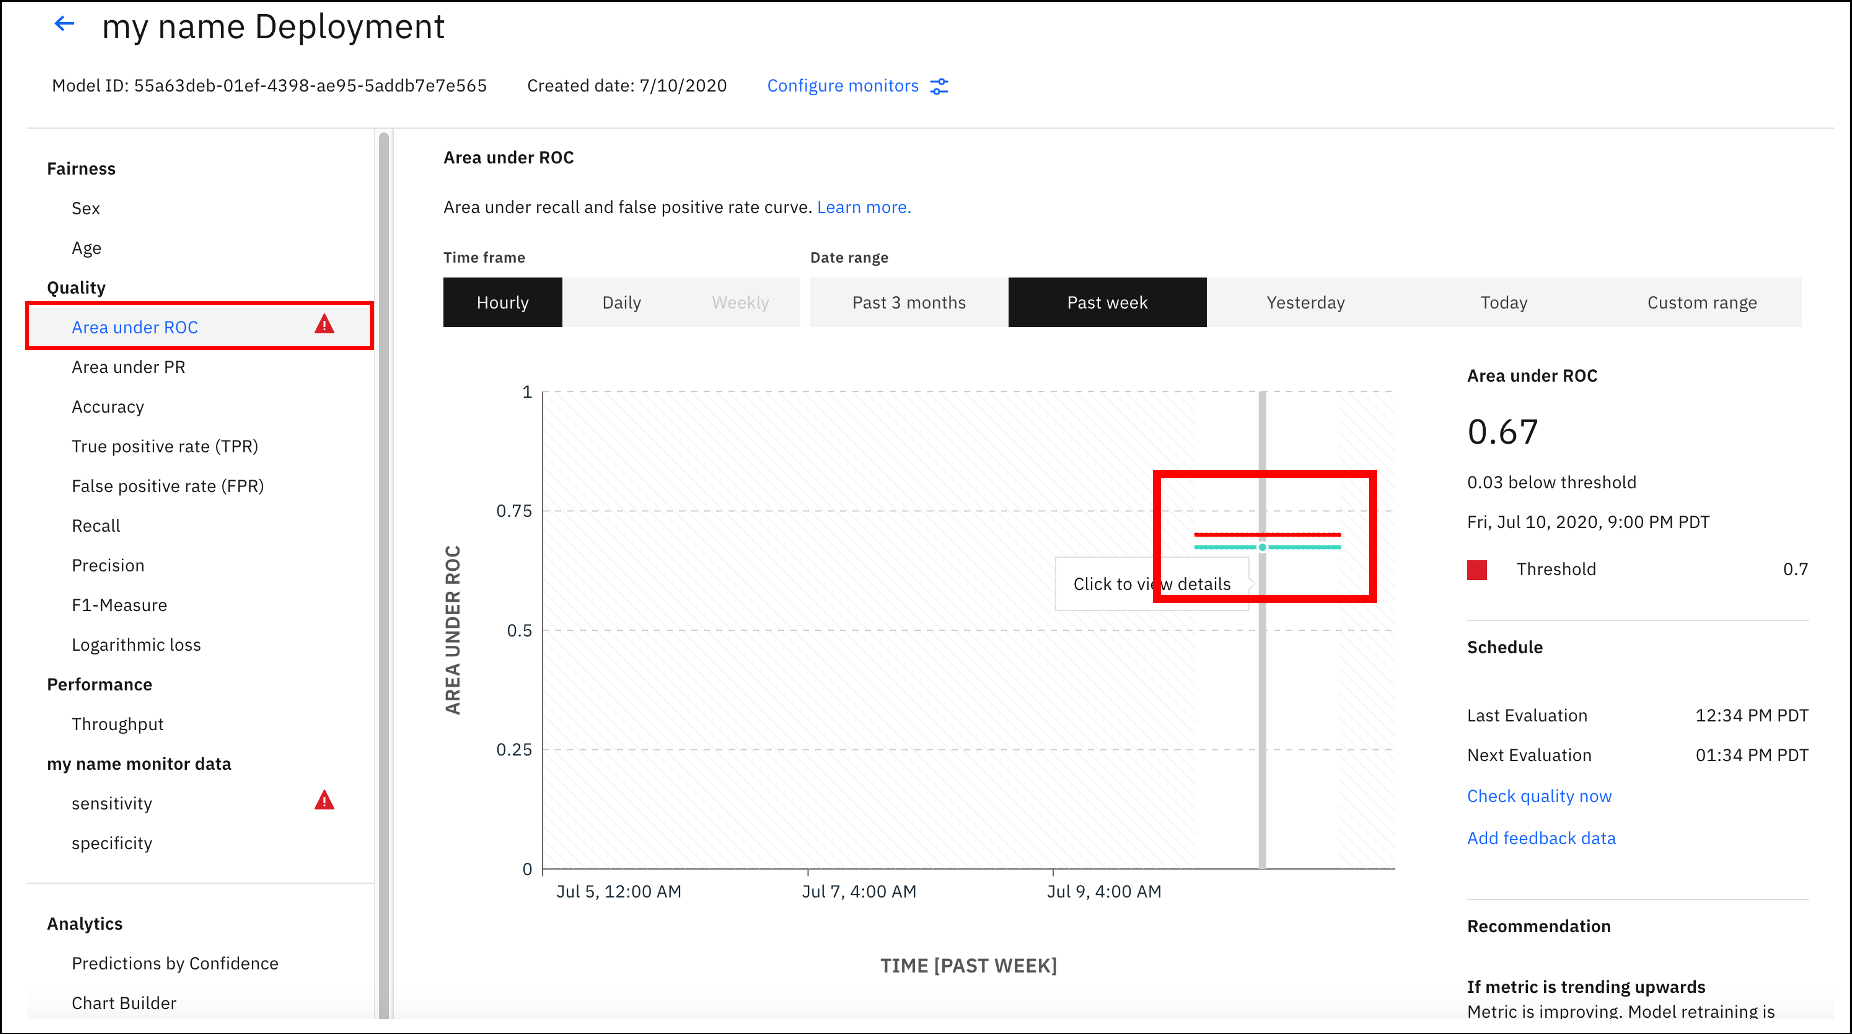 my name Deployment
Model ID: 55a63deb-01ef-4398-ae95-5addb7e7e565 Created date: 7/10/2020 Configure monitors
Fairness
Sex
Age
Quality
Area under ROC
Area under PR
Accuracy
True positive rate (TPR)
False positive rate (FPR)
Recall
Precision
F1-Measure
Logarithmic loss
Performance
Throughput
my name monitor data
sensitivity
specificity
Analytics
Predictions by Confidence
Chart Builder
Area under ROC
Area under recall and false positive rate curve. Learn more.
Time frame
Hourly Daily Weekly
Date range
Past 3 months Past week Yesterday Today Custom range
AREA UNDER ROC
1
0.75
0.5
0.25
0
Click to view details
Jul 5, 12:00 AM Jul 7, 4:00 AM Jul 9, 4:00 AM
TIME [PAST WEEK]
Area under ROC
0.67
0.03 below threshold
Fri, Jul 10, 2020, 9:00 PM PDT
Threshold 0.7
Schedule
Last Evaluation 12:34 PM PDT
Next Evaluation 01:34 PM PDT
Check quality now
Add feedback data
Recommendation
If metric is trending upwards
Metric is improving. Model retraining is